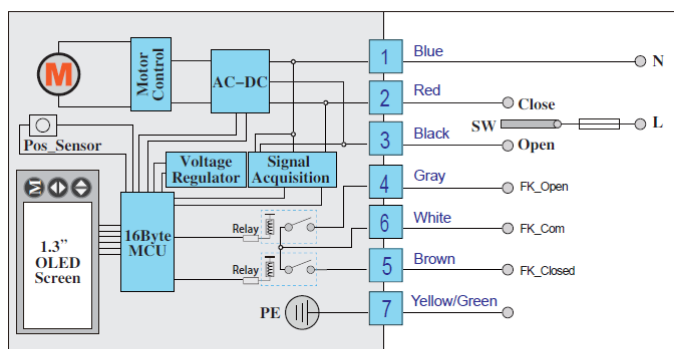 M
Motor
Control
AC-DC
Pos_Sensor
Voltage
Regulator
Signal
Acquisition
M
1.3”
OLED
Screen
16Byte
MCU
Relay
Relay
PE
1 Blue N
2 Red Close
SW L
3 Black Open
4 Gray FK_Open
6 White FK_Com
5 Brown FK_Closed
7 Yellow/Green